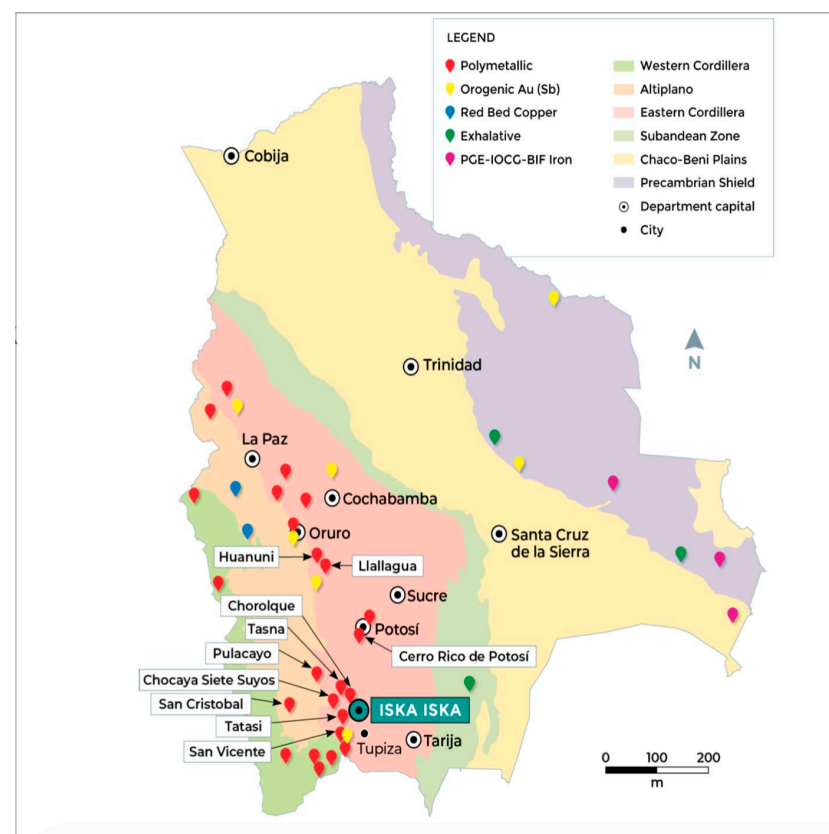 LEGEND
Polymetallic
Orogenic Au (Sb)
Red Bed Copper
Exhalative
PGE-IOCG-BIF Iron
Western Cordillera
Altiplano
Eastern Cordillera
Subandean Zone
Chaco-Beni Plains
Precambrian Shield
Department capital
City
Cobija
N
Trinidad
La Paz
Cochabamba
Oruro
Santa Cruz
de la Sierra
Huanuni
Llallagua
Sucre
Chorolque
Tasna
Potosí
Pulacayo
Cerro Rico de Potosí
Chocaya Siete Suyos
San Cristobal
ISKA ISKA
Tatasi
San Vicente
Tupiza
Tarija
0 100 200
m